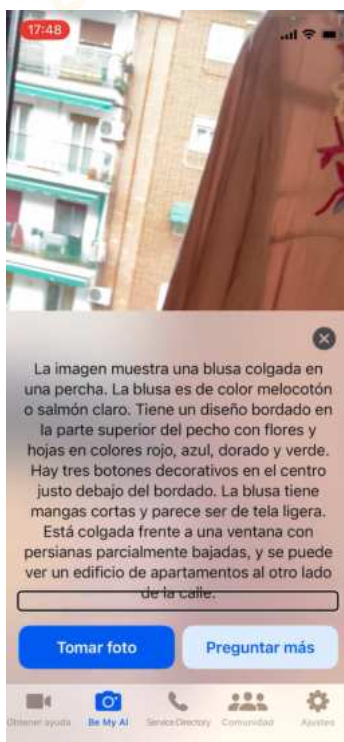 17:48
La imagen muestra una blusa colgada en
una percha. La blusa es de color melocotón
o salmón claro. Tiene un diseño bordado en
la parte superior del pecho con flores y
hojas en colores rojo, azul, dorado y verde.
Hay tres botones decorativos en el centro
justo debajo del bordado. La blusa tiene
mangas cortas y parece ser de tela ligera.
Está colgada frente a una ventana con
persianas parcialmente bajadas, y se puede
ver un edificio de apartamentos al otro lado
de la calle.
Tomar foto Preguntar más
Obtener ayuda Be My AI Service Directory Comunidad Ajustes